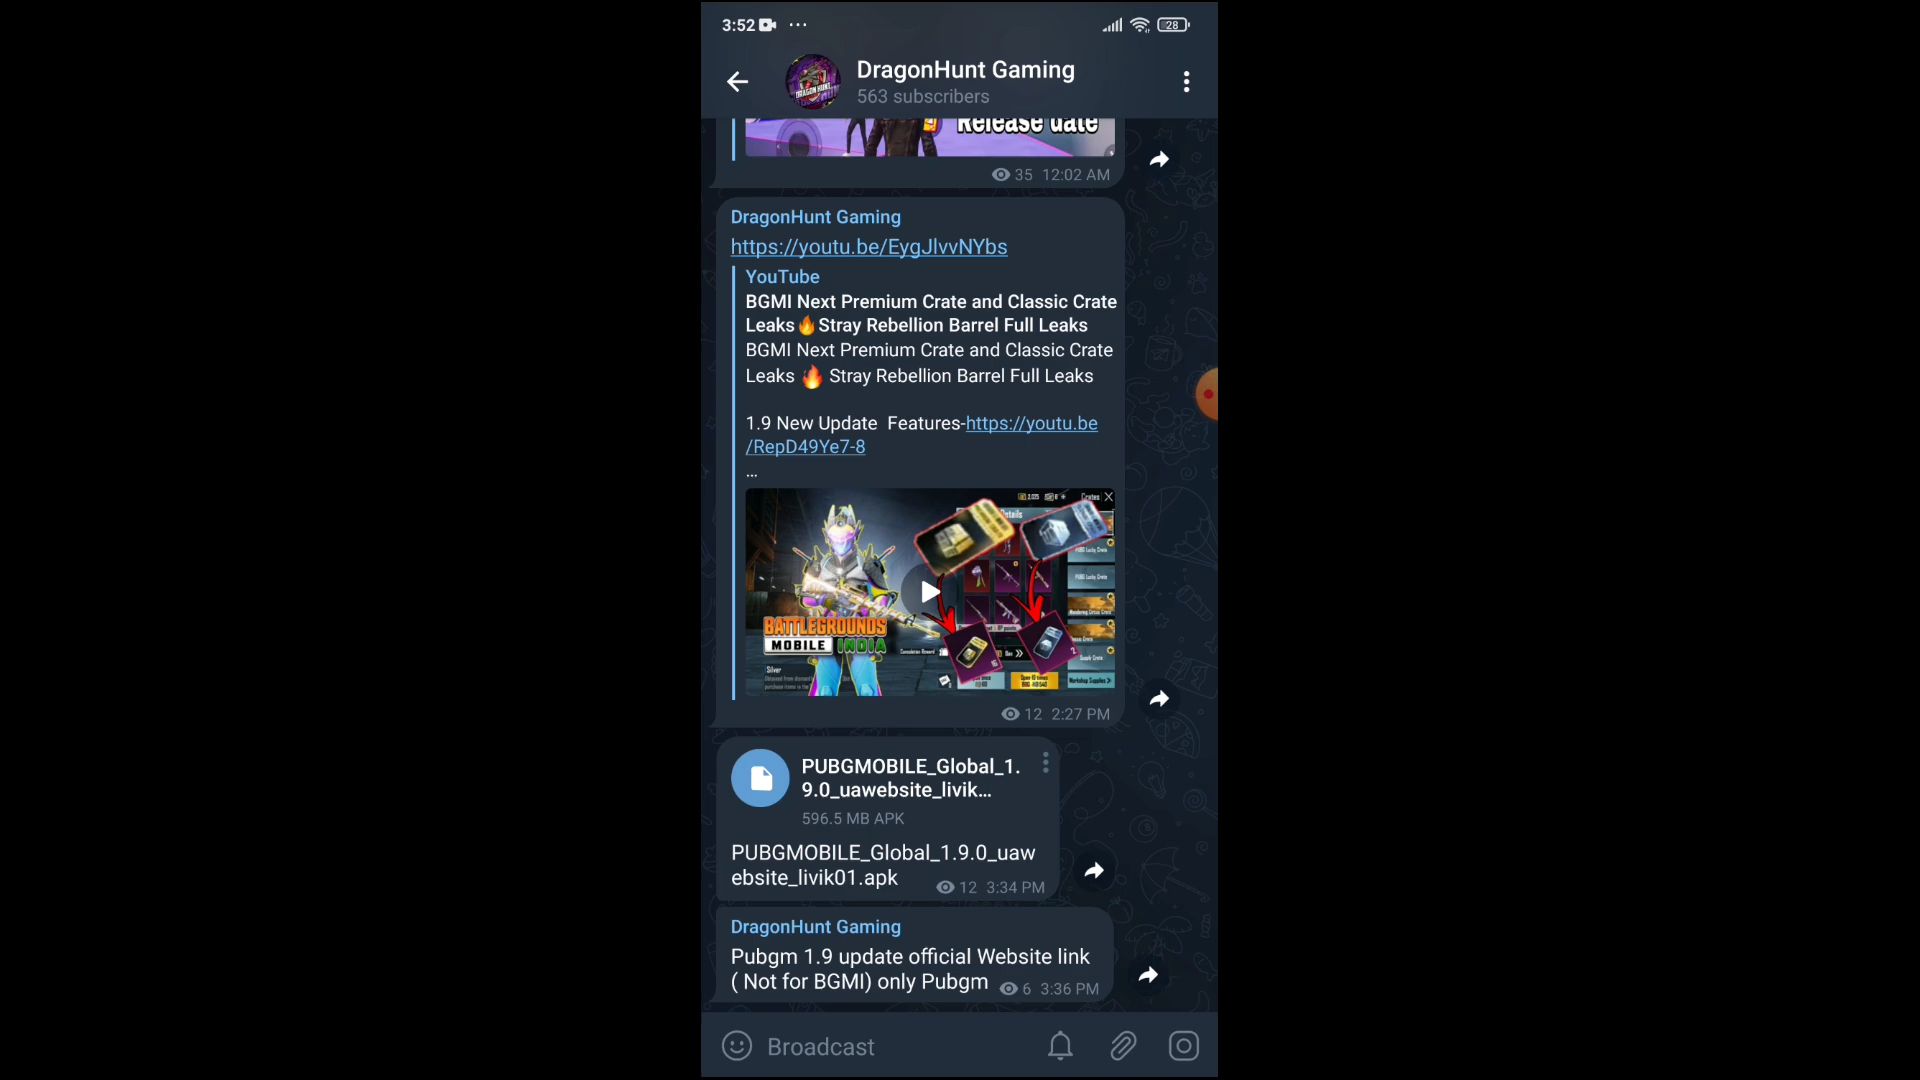 3:52
28
DragonHunt Gaming
563 subscribers
Release date
35 12:02 AM
DragonHunt Gaming
https://youtu.be/EygJlvvNYbs
YouTube
BGMI Next Premium Crate and Classic Crate
Leaks🔥Stray Rebellion Barrel Full Leaks
BGMI Next Premium Crate and Classic Crate
Leaks 🔥 Stray Rebellion Barrel Full Leaks
1.9 New Update Features-https://youtu.be
/RepD49Ye7-8
...
Crates
BATTLEGROUNDS
MOBILE INDIA
Silver
Workshop Supplies
12 2:27 PM
PUBGMOBILE_Global_1.
9.0_uawebsite_livik...
596.5 MB APK
PUBGMOBILE_Global_1.9.0_uaw
ebsite_livik01.apk
12 3:34 PM
DragonHunt Gaming
Pubgm 1.9 update official Website link
( Not for BGMI) only Pubgm
6 3:36 PM
Broadcast